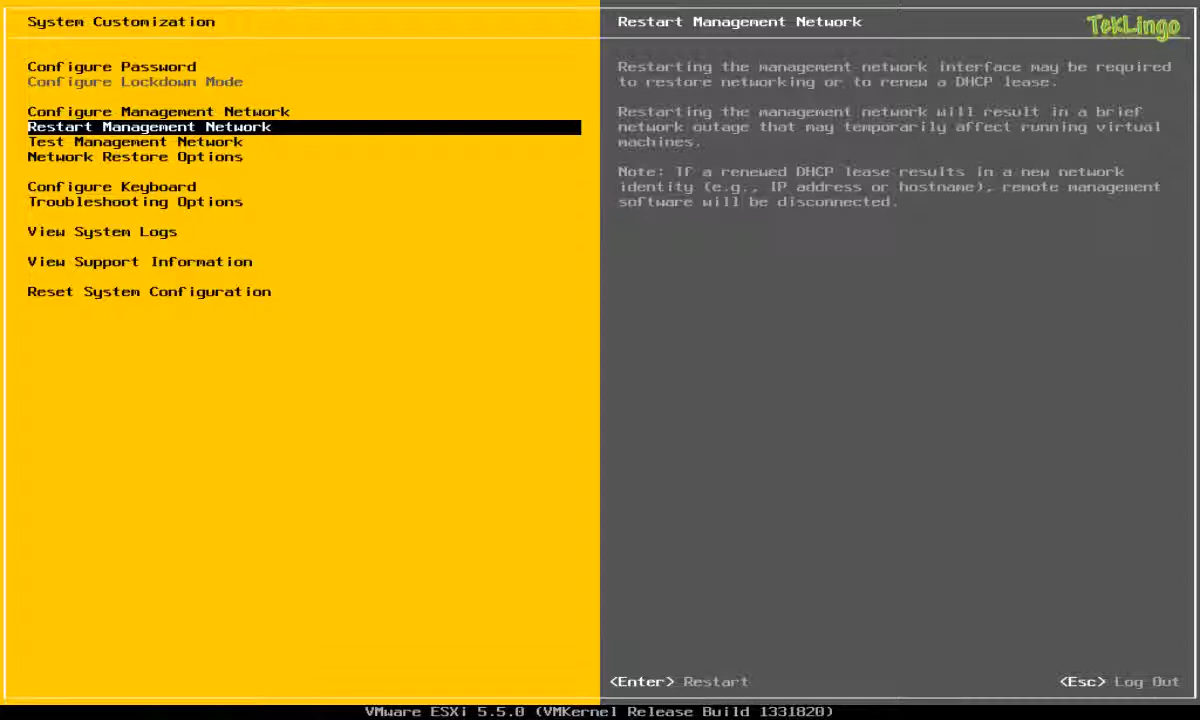 System Customization
Configure Password
Configure Lockdown Mode
Configure Management Network
Restart Management Network
Test Management Network
Network Restore Options
Configure Keyboard
Troubleshooting Options
View System Logs
View Support Information
Reset System Configuration
Restart Management Network
TekLingo
Restarting the management network interface may be required
to restore networking or to renew a DHCP lease.
Restarting the management network will result in a brief
network outage that may temporarily affect running virtual
machines.
Note: If a renewed DHCP lease results in a new network
identity (e.g., IP address or hostname), remote management
software will be disconnected.
<Enter> Restart
<Esc> Log Out
VMware ESXi 5.5.0 (VMKernel Release Build 1331820)